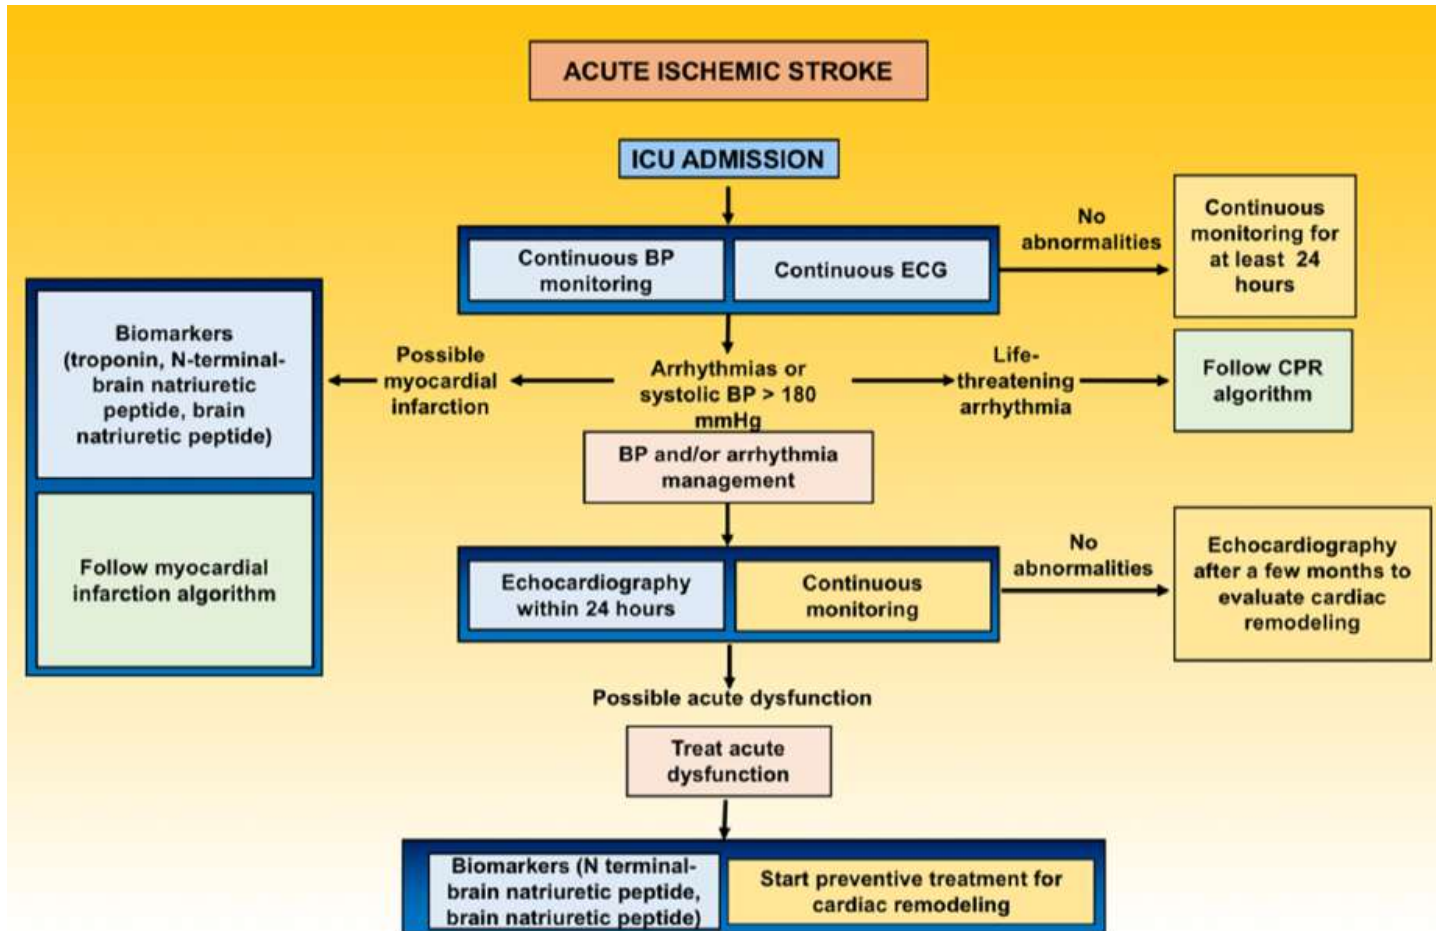 ACUTE ISCHEMIC STROKE
ICU ADMISSION
Continuous BP
monitoring
Continuous ECG
No
abnormalities
Continuous
monitoring for
at least 24
hours
Biomarkers
(troponin, N-terminal-
brain natriuretic
peptide, brain
natriuretic peptide)
Follow myocardial
infarction algorithm
Possible
myocardial
infarction
Arrhythmias or
systolic BP > 180
mmHg
Life-
threatening
arrhythmia
Follow CPR
algorithm
BP and/or arrhythmia
management
Echocardiography
within 24 hours
Continuous
monitoring
No
abnormalities
Echocardiography
after a few months to
evaluate cardiac
remodeling
Possible acute dysfunction
Treat acute
dysfunction
Biomarkers (N terminal-
brain natriuretic peptide,
brain natriuretic peptide)
Start preventive treatment for
cardiac remodeling